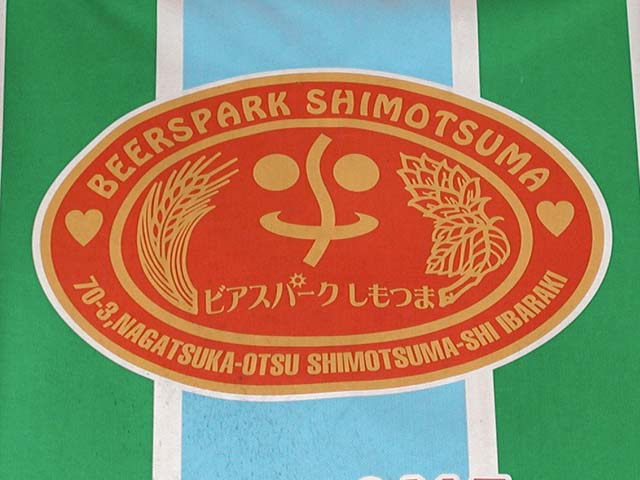 BEERSPARK SHIMOTSUMA
ビアスパークしもつま
70-3,NAGATSUKA-OTSU SHIMOTSUMA-SHI IBARAKI